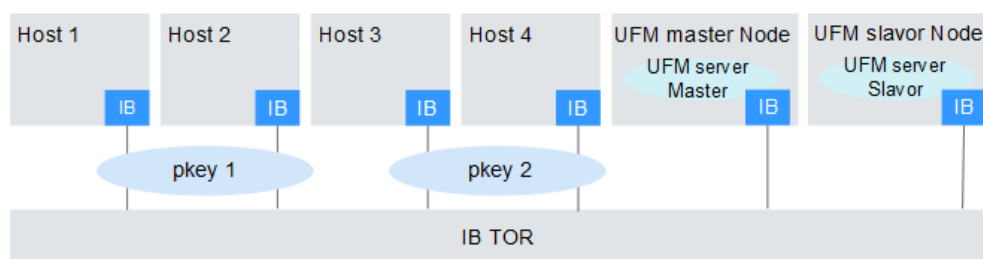 Host 1
Host 2
Host 3
Host 4
UFM master Node
UFM slavor Node
UFM server
Master
UFM server
Slavor
IB
IB
IB
IB
IB
IB
pkey 1
pkey 2
IB TOR